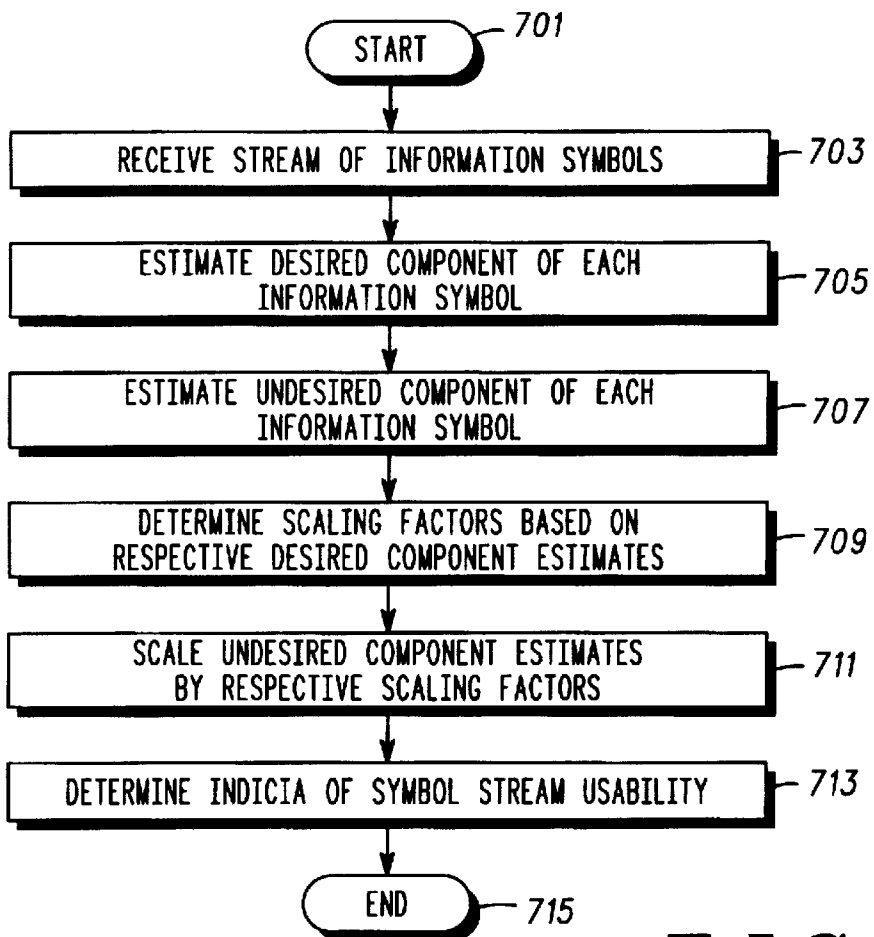 START
701
RECEIVE STREAM OF INFORMATION SYMBOLS
703
ESTIMATE DESIRED COMPONENT OF EACH
INFORMATION SYMBOL
705
ESTIMATE UNDESIRED COMPONENT OF EACH
INFORMATION SYMBOL
707
DETERMINE SCALING FACTORS BASED ON
RESPECTIVE DESIRED COMPONENT ESTIMATES
709
SCALE UNDESIRED COMPONENT ESTIMATES
BY RESPECTIVE SCALING FACTORS
711
DETERMINE INDICIA OF SYMBOL STREAM USABILITY
713
END
715